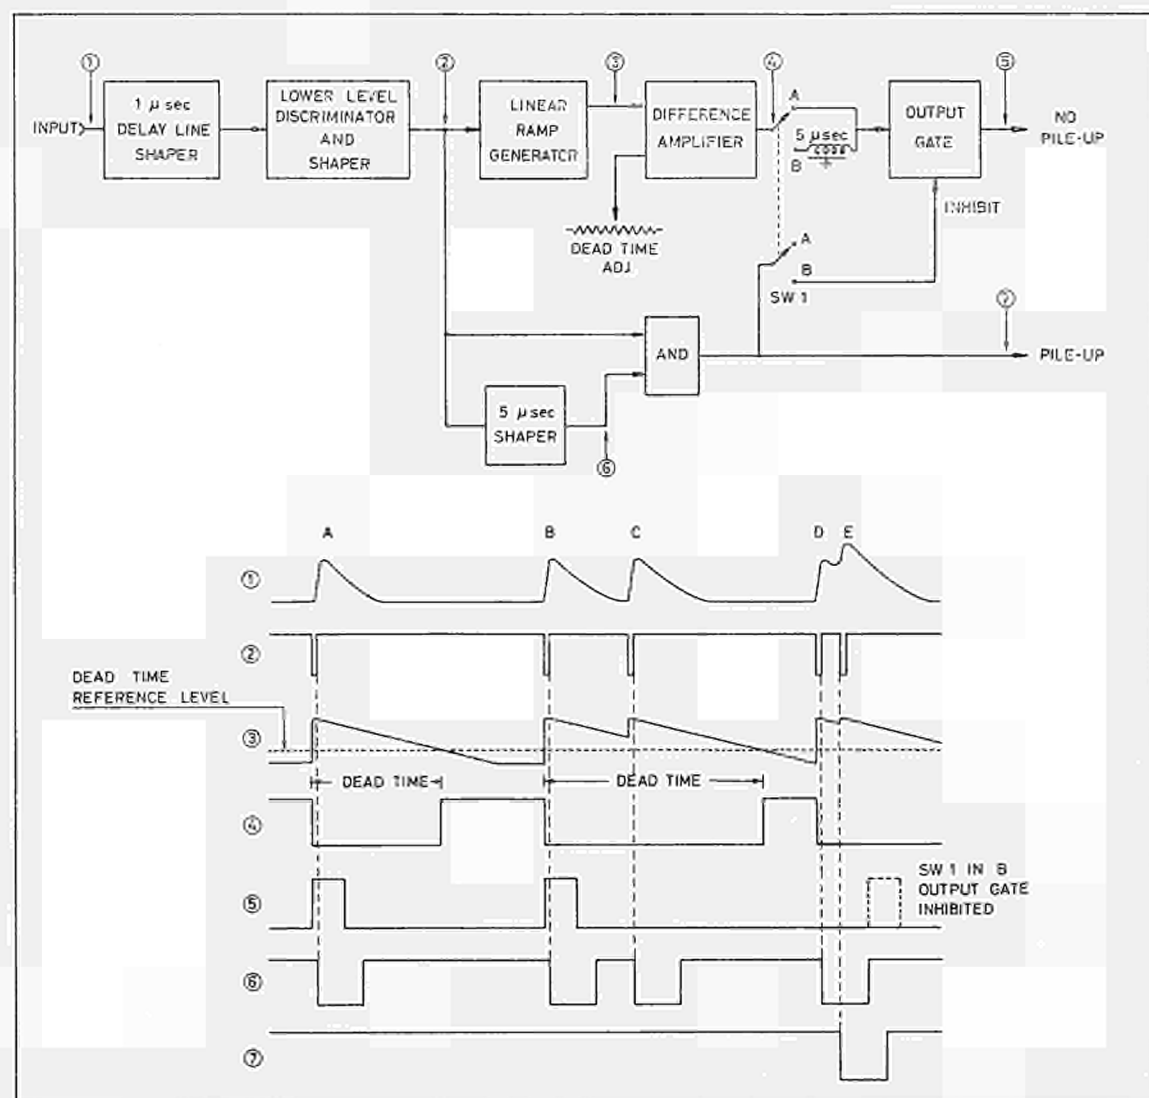 ① ② ③ ④ ⑤
INPUT
1 μsec
DELAY LINE
SHAPER
LOWER LEVEL
DISCRIMINATOR
AND
SHAPER
LINEAR
RAMP
GENERATOR
DIFFERENCE
AMPLIFIER
A
5 μsec
B
OUTPUT
GATE
NO
PILE-UP
INHIBIT
DEAD TIME
ADJ.
A
B
SW 1
⑦
AND
PILE-UP
5 μsec
SHAPER
⑥
A B C D E
①
②
DEAD TIME
REFERENCE LEVEL
③
DEAD TIME DEAD TIME
④
SW 1 IN B
OUTPUT GATE
INHIBITED
⑤
⑥
⑦